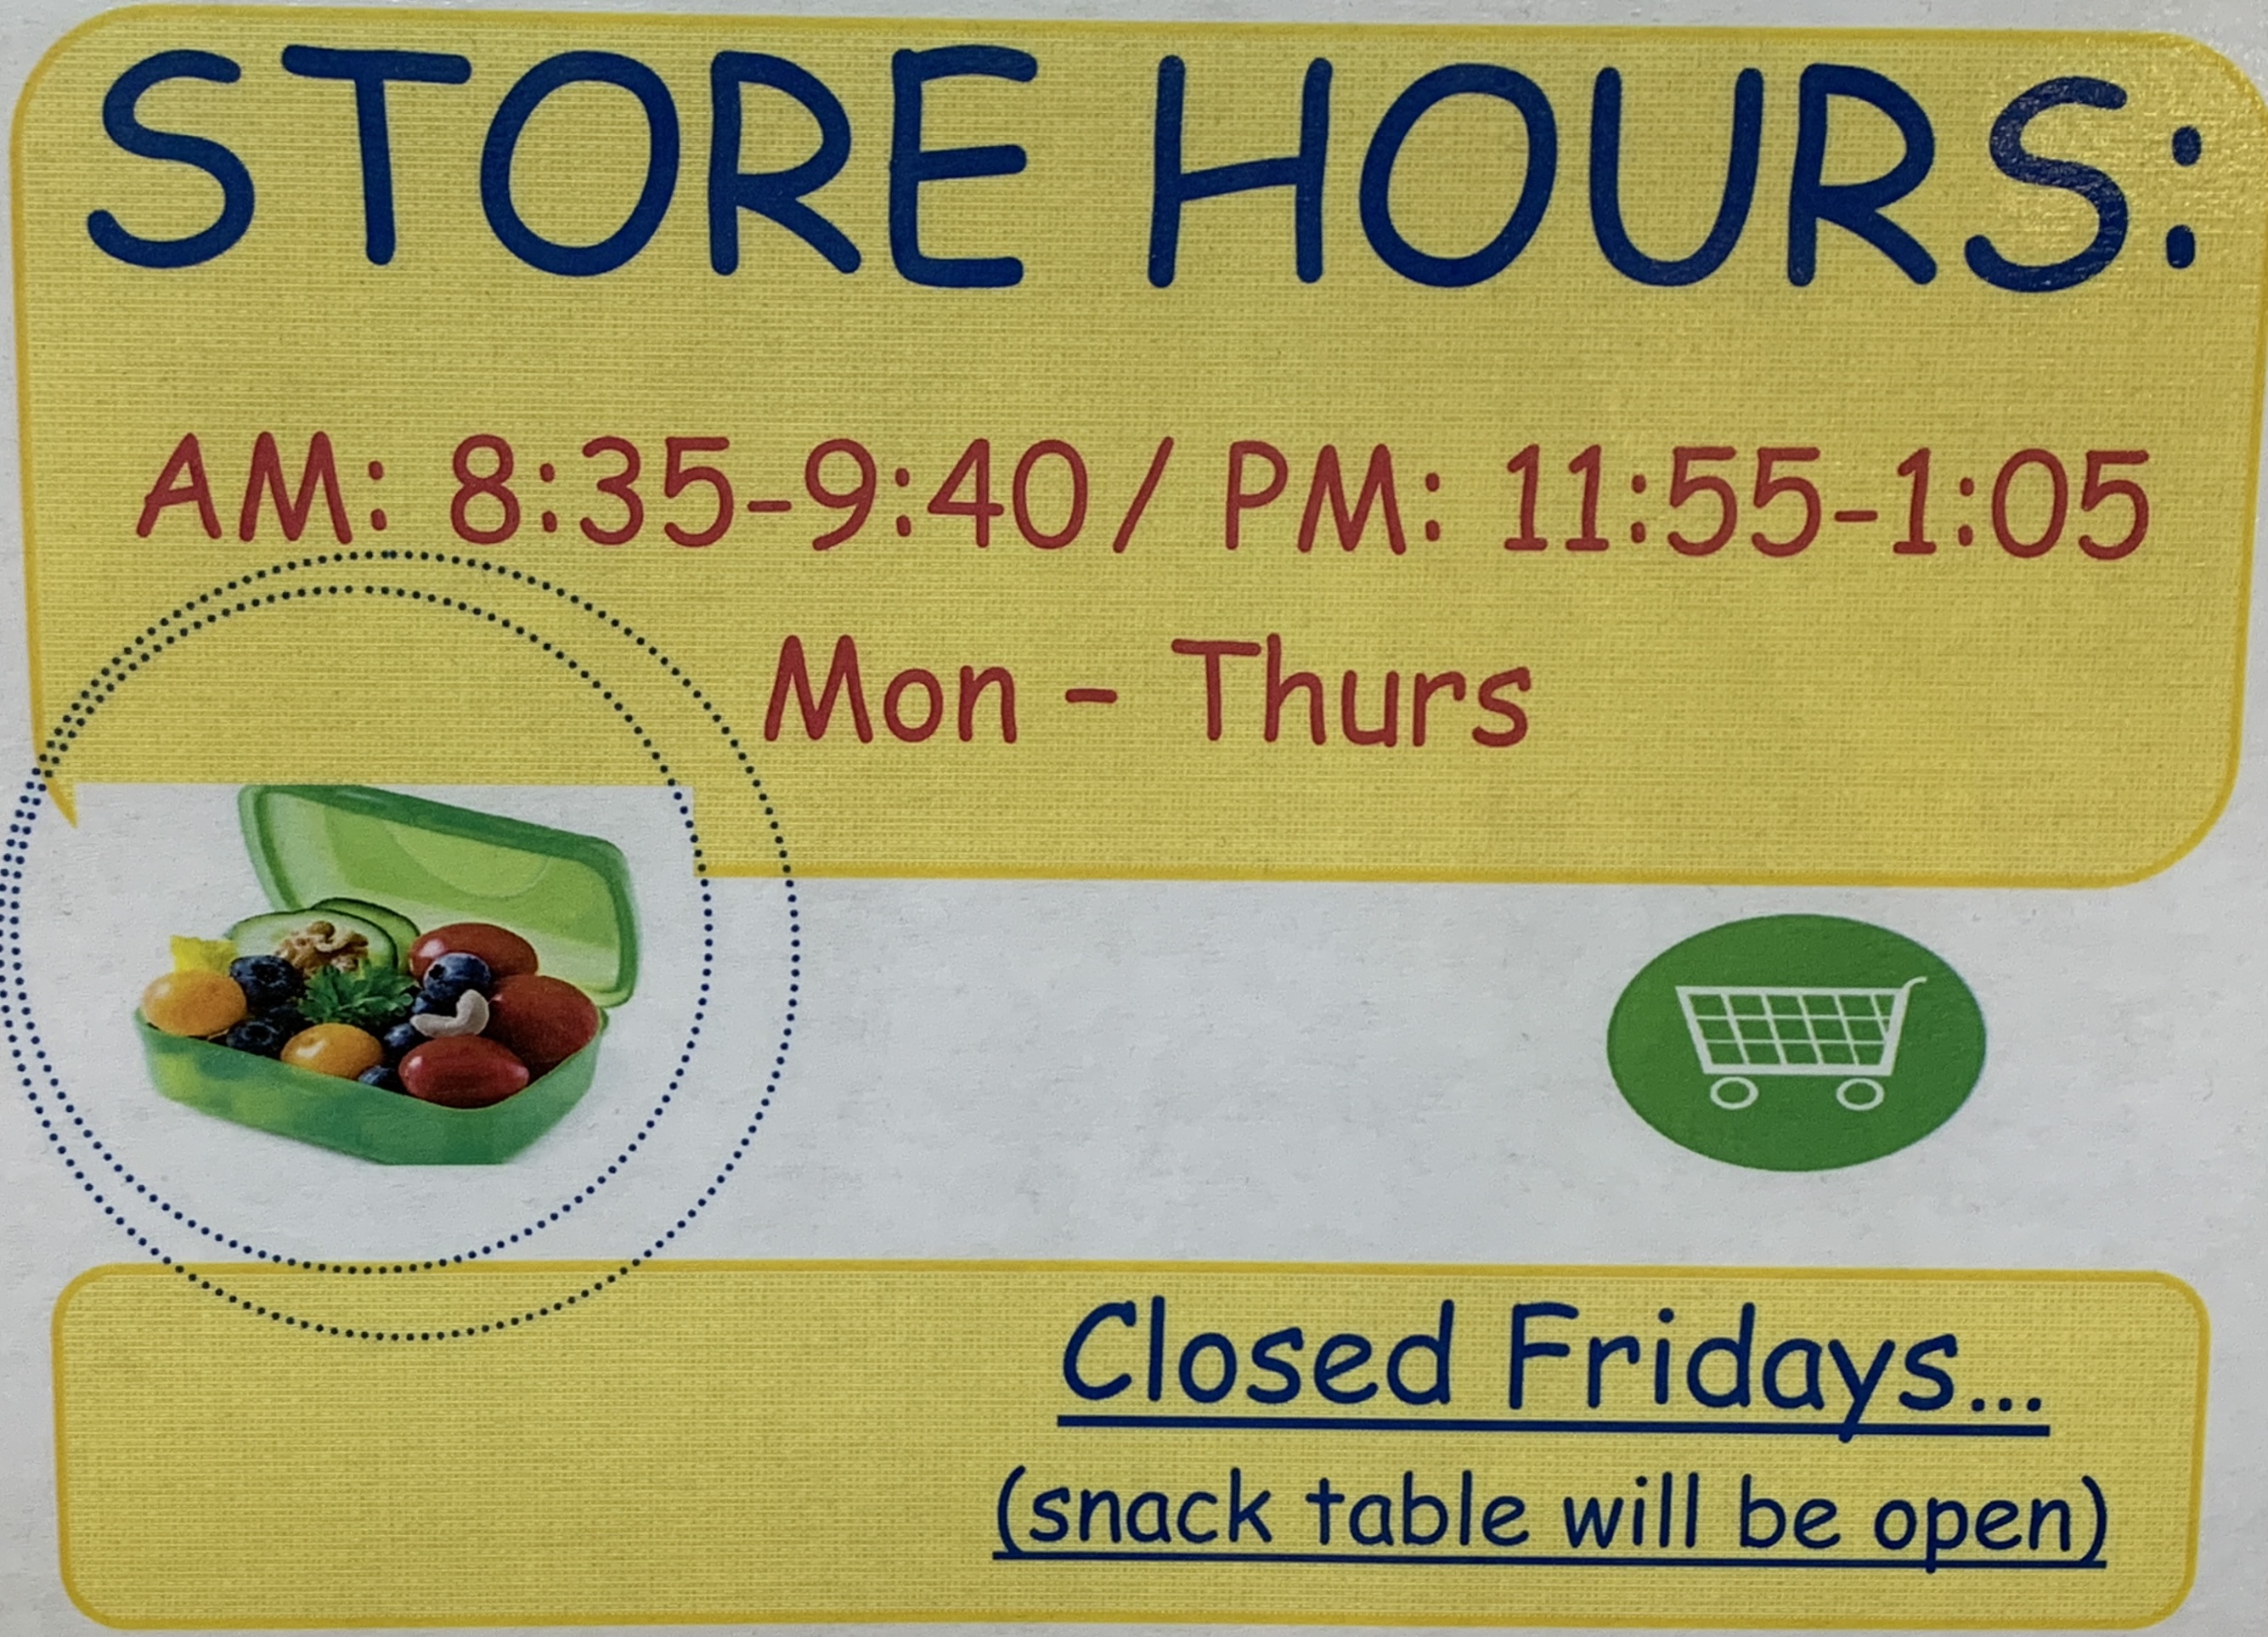 STORE HOURS:
AM: 8:35-9:40/ PM: 11:55-1:05
Mon - Thurs
Closed Fridays...
(snack table will be open)